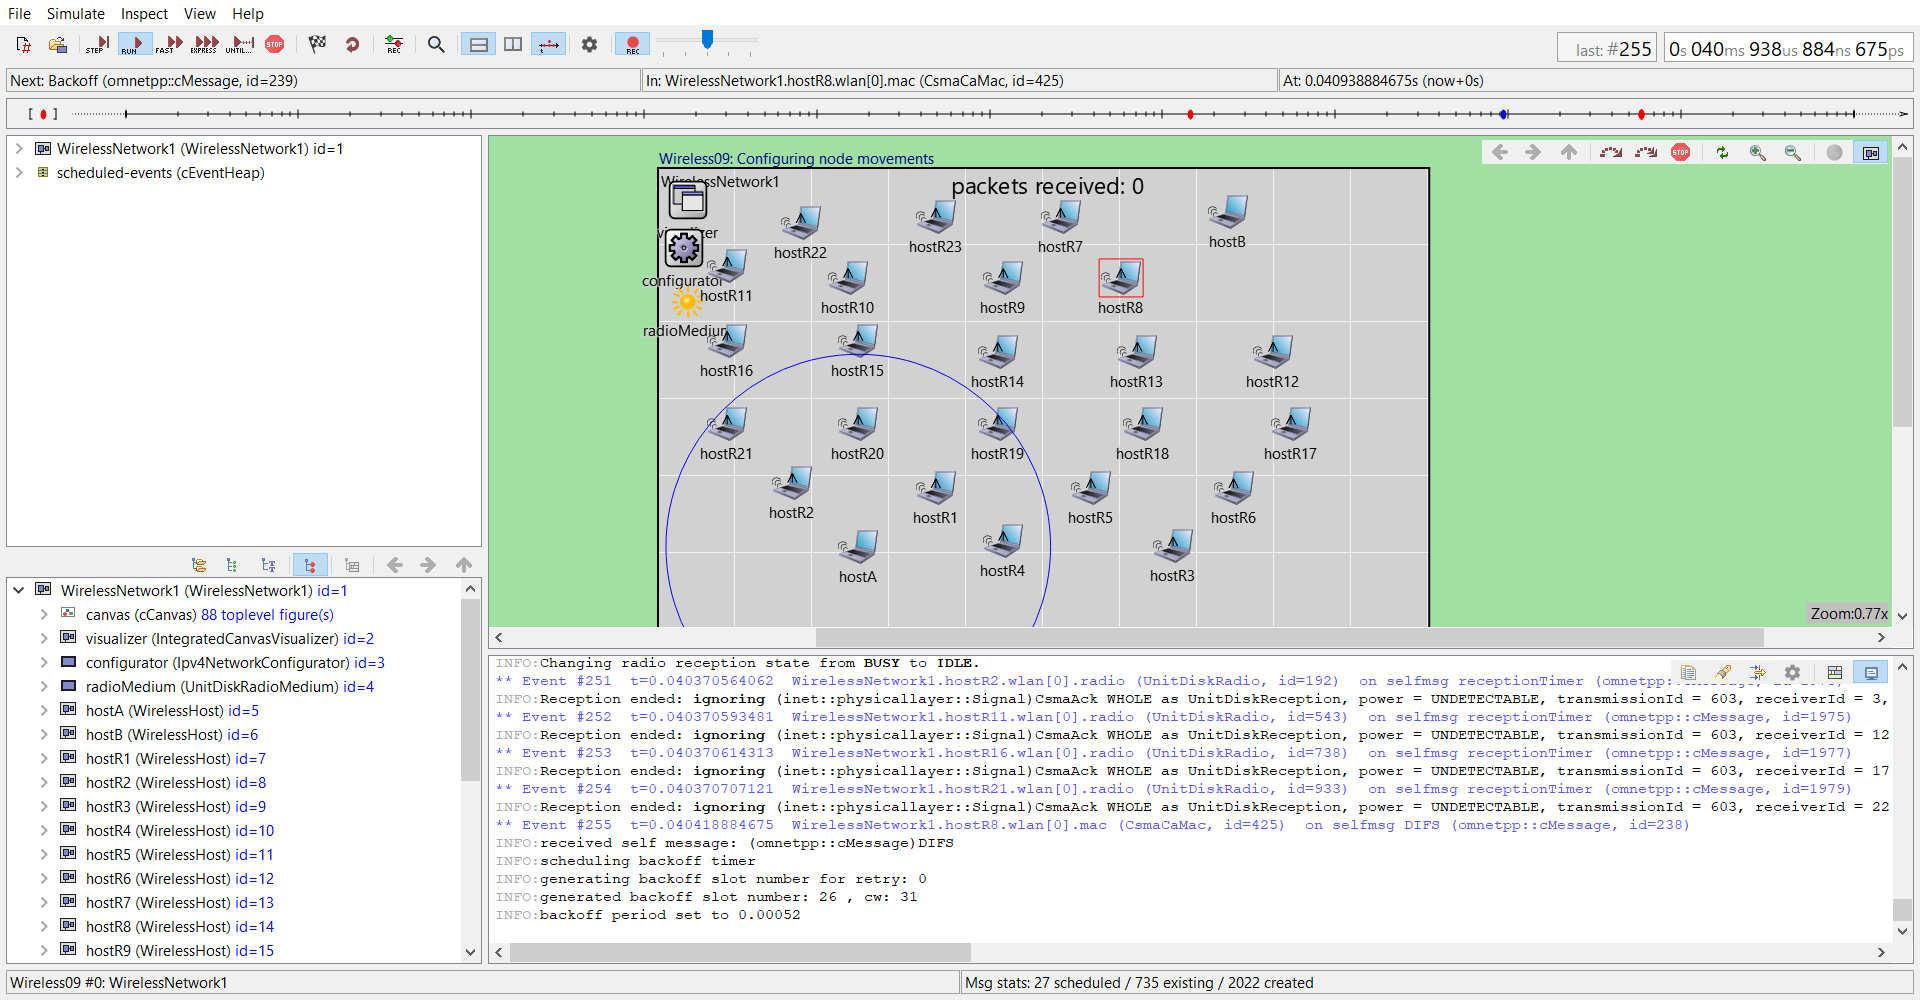 File Simulate Inspect View Help
STEP RUN FAST EXPRESS UNTIL... STOP REC REC
last: #255 0s 040ms 938us 884ns 675ps
Next: Backoff (omnetpp::cMessage, id=239) In: WirelessNetwork1.hostR8.wlan[0].mac (CsmaCaMac, id=425) At: 0.040938884675s (now+0s)
WirelessNetwork1 (WirelessNetwork1) id=1
scheduled-events (cEventHeap)
Wireless09: Configuring node movements
STOP
WirelessNetwork1
packets received: 0
visualizer
hostR22
hostR23
hostR7
hostB
configurator
hostR11
hostR10
hostR9
hostR8
radioMedium
hostR16
hostR15
hostR14
hostR13
hostR12
hostR21
hostR20
hostR19
hostR18
hostR17
hostR2
hostR1
hostR5
hostR6
hostA
hostR4
hostR3
Zoom:0.77x
WirelessNetwork1 (WirelessNetwork1) id=1
canvas (cCanvas) 88 toplevel figure(s)
visualizer (IntegratedCanvasVisualizer) id=2
configurator (Ipv4NetworkConfigurator) id=3
radioMedium (UnitDiskRadioMedium) id=4
hostA (WirelessHost) id=5
hostB (WirelessHost) id=6
hostR1 (WirelessHost) id=7
hostR2 (WirelessHost) id=8
hostR3 (WirelessHost) id=9
hostR4 (WirelessHost) id=10
hostR5 (WirelessHost) id=11
hostR6 (WirelessHost) id=12
hostR7 (WirelessHost) id=13
hostR8 (WirelessHost) id=14
hostR9 (WirelessHost) id=15
INFO:Changing radio reception state from BUSY to IDLE.
** Event #251 t=0.040370564062 WirelessNetwork1.hostR2.wlan[0].radio (UnitDiskRadio, id=192) on selfmsg receptionTimer
INFO:Reception ended: ignoring (inet::physicallayer::Signal)CsmaAck WHOLE as UnitDiskReception, power = UNDETECTABLE, transmissionId = 603, receiverId = 3,
** Event #252 t=0.040370593481 WirelessNetwork1.hostR11.wlan[0].radio (UnitDiskRadio, id=543) on selfmsg receptionTimer (omnetpp::cMessage, id=1975)
INFO:Reception ended: ignoring (inet::physicallayer::Signal)CsmaAck WHOLE as UnitDiskReception, power = UNDETECTABLE, transmissionId = 603, receiverId = 12
** Event #253 t=0.040370614313 WirelessNetwork1.hostR16.wlan[0].radio (UnitDiskRadio, id=738) on selfmsg receptionTimer (omnetpp::cMessage, id=1977)
INFO:Reception ended: ignoring (inet::physicallayer::Signal)CsmaAck WHOLE as UnitDiskReception, power = UNDETECTABLE, transmissionId = 603, receiverId = 17
** Event #254 t=0.040370707121 WirelessNetwork1.hostR21.wlan[0].radio (UnitDiskRadio, id=933) on selfmsg receptionTimer (omnetpp::cMessage, id=1979)
INFO:Reception ended: ignoring (inet::physicallayer::Signal)CsmaAck WHOLE as UnitDiskReception, power = UNDETECTABLE, transmissionId = 603, receiverId = 22
** Event #255 t=0.040418884675 WirelessNetwork1.hostR8.wlan[0].mac (CsmaCaMac, id=425) on selfmsg DIFS (omnetpp::cMessage, id=238)
INFO:received self message: (omnetpp::cMessage)DIFS
INFO:scheduling backoff timer
INFO:generating backoff slot number for retry: 0
INFO:generated backoff slot number: 26 , cw: 31
INFO:backoff period set to 0.00052
Wireless09 #0: WirelessNetwork1 Msg stats: 27 scheduled / 735 existing / 2022 created